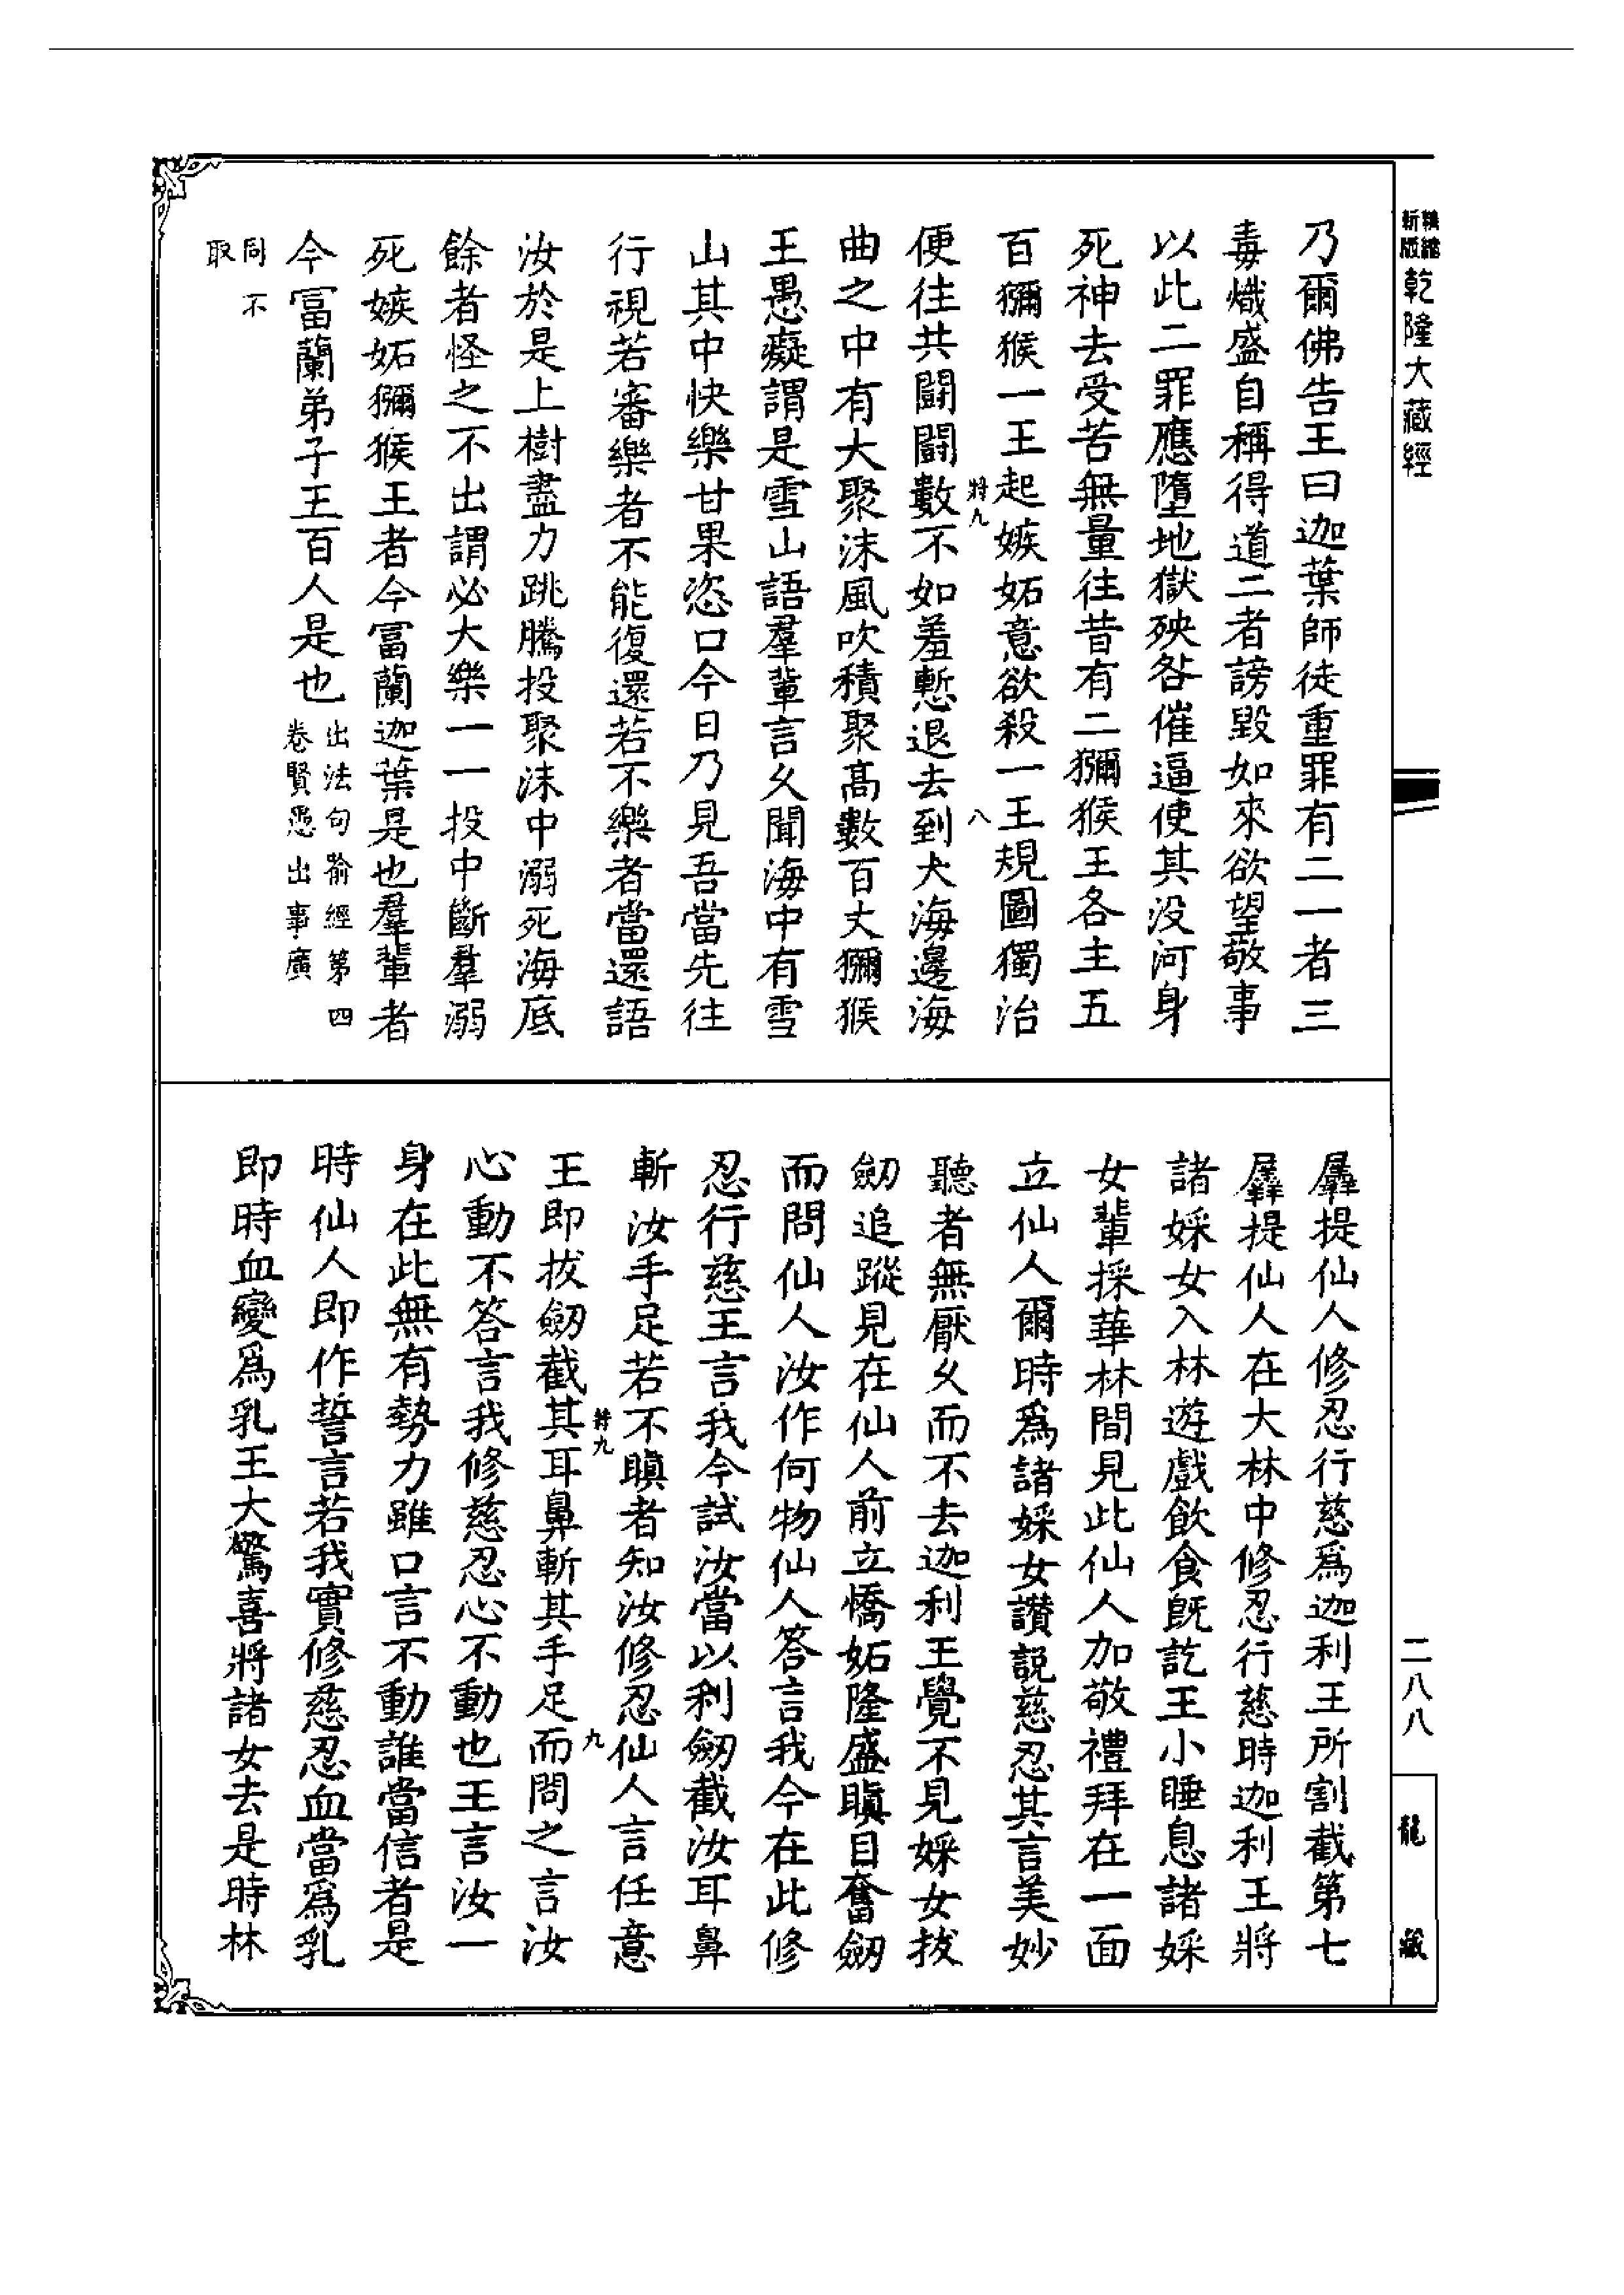 精縮新版乾隆大藏經
乃爾佛告王曰迦葉師徒重罪有二一者三
毒熾盛自稱得道二者謗毀如來欲望敬事
以此二罪應墮地獄殃咎催逼使其没河身
死神去受苦無量往昔有二獼猴王各主五
百獼猴一王起嫉妬意欲殺一王規圖獨治
便往共鬪鬪數不如羞慙退去到大海邊海
曲之中有大聚沫風吹積聚高數百丈獼猴
王愚癡謂是雪山語羣輩言久聞海中有雪
山其中快樂甘果恣口今日乃見吾當先往
行視若審樂者不能復還若不樂者當還語
汝於是上樹盡力跳騰投聚沫中溺死海底
餘者怪之不出謂必大樂一一投中斷羣溺
死嫉妬獼猴王者今富蘭迦葉是也羣輩者
今富蘭弟子王百人是也出法句喻經第四
卷賢愚出事廣
同不
取
將九
八
羼提仙人修忍行慈爲迦利王所割截第七
羼提仙人在大林中修忍行慈時迦利王將
諸婇女入林遊戲飲食旣訖王小睡息諸婇
女輩採華林間見此仙人加敬禮拜在一面
立仙人爾時爲諸婇女讚説慈忍其言美妙
聽者無厭久而不去迦利王覺不見婇女拔
劒追蹤見在仙人前立憍妬隆盛瞋目奮劒
而問仙人汝作何物仙人答言我今在此修
忍行慈王言我今試汝當以利劒截汝耳鼻
斬汝手足若不瞋者知汝修忍仙人言任意
王即拔劒截其耳鼻斬其手足而問之言汝
心動不答言我修慈忍心不動也王言汝一
身在此無有勢力雖口言不動誰當信者是
時仙人即作誓言若我實修慈忍血當爲乳
即時血變爲乳王大驚喜將諸女去是時林
將九
九
二八八
龍藏